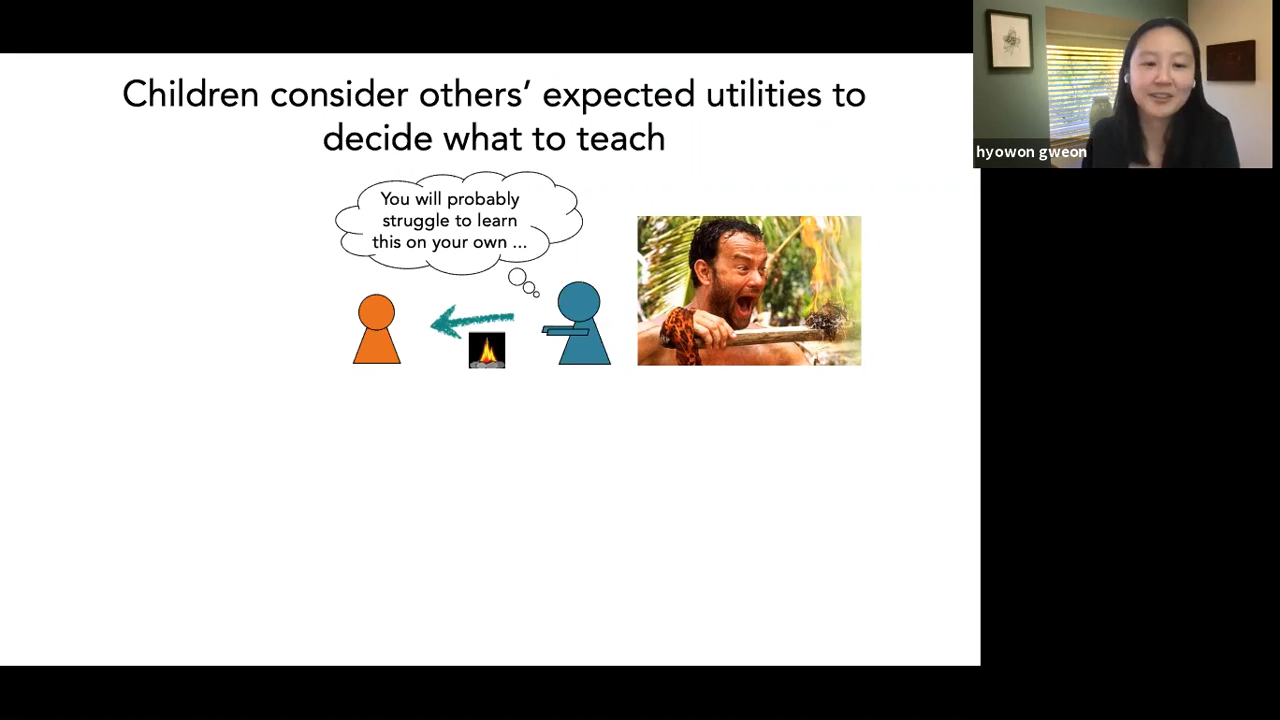 Children consider others’ expected utilities to
decide what to teach
You will probably
struggle to learn
this on your own ...
hyowon gweon